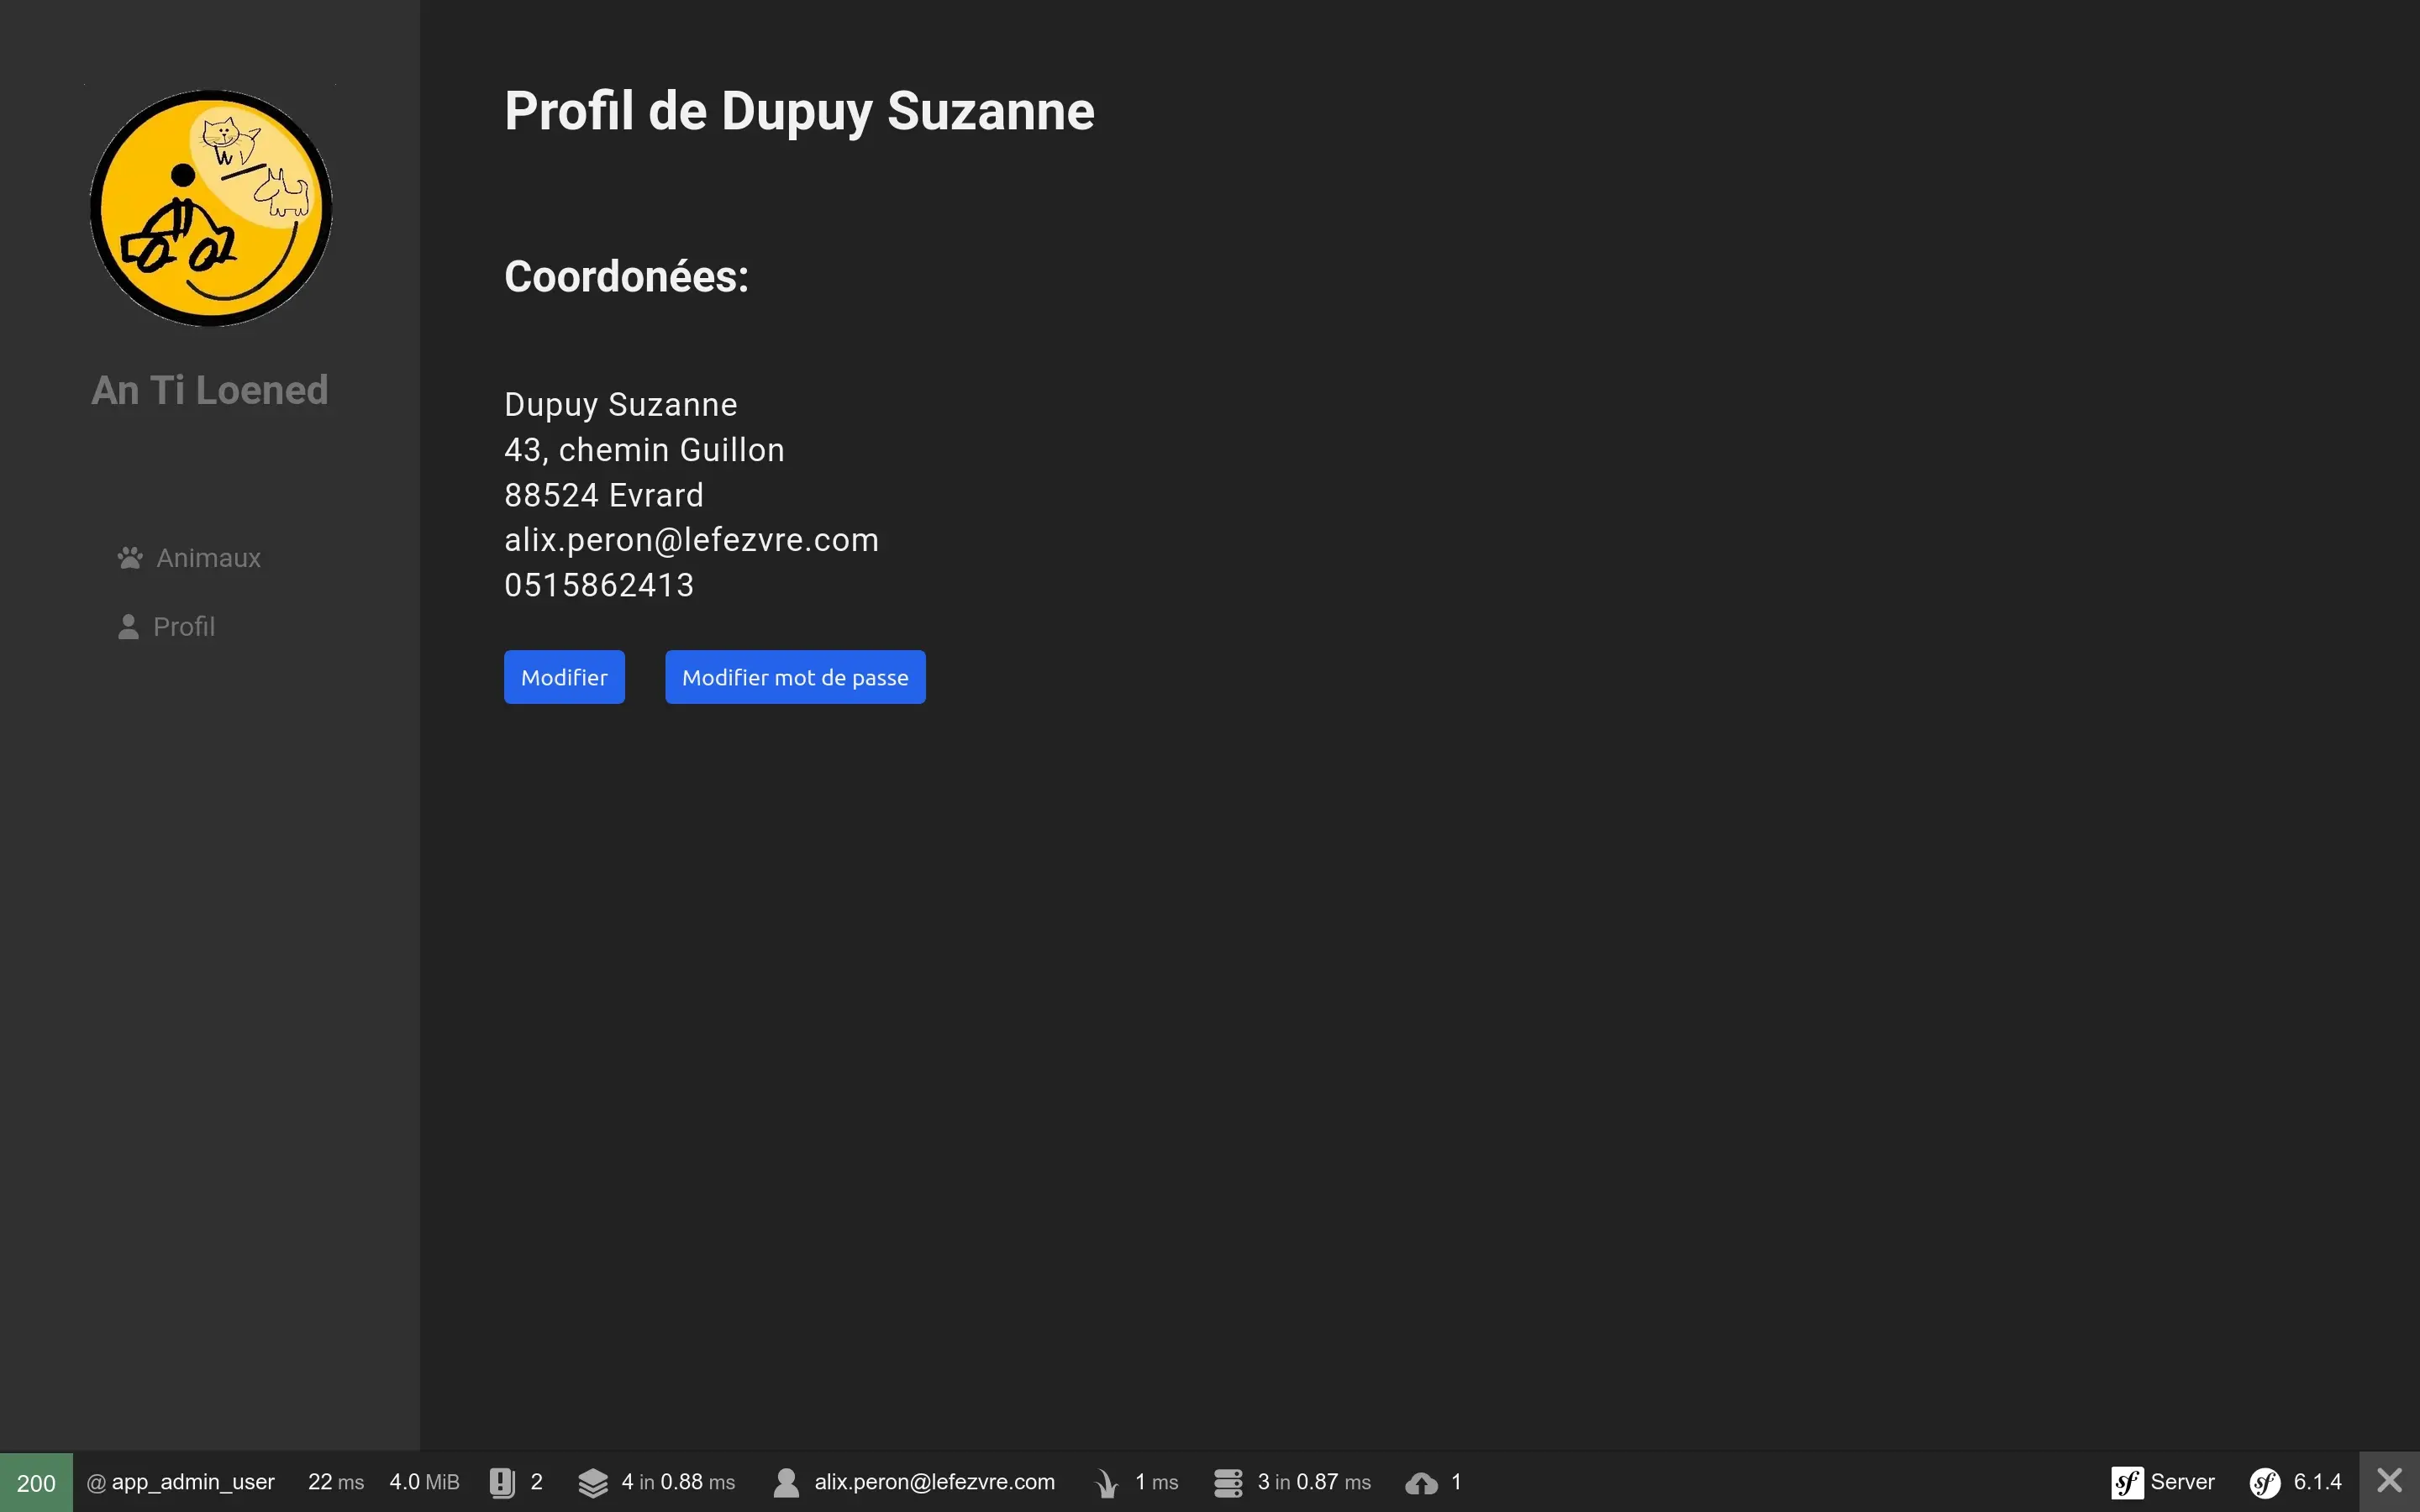 Profil de Dupuy Suzanne
Coordonées:
Dupuy Suzanne
43, chemin Guillon
88524 Evrard
alix.peron@lefezvre.com
0515862413
Modifier
Modifier mot de passe
An Ti Loened
Animaux
Profil
200 @ app_admin_user 22 ms 4.0 MiB 2 4 in 0.88 ms alix.peron@lefezvre.com 1 ms 3 in 0.87 ms 1 sf Server sf 6.1.4